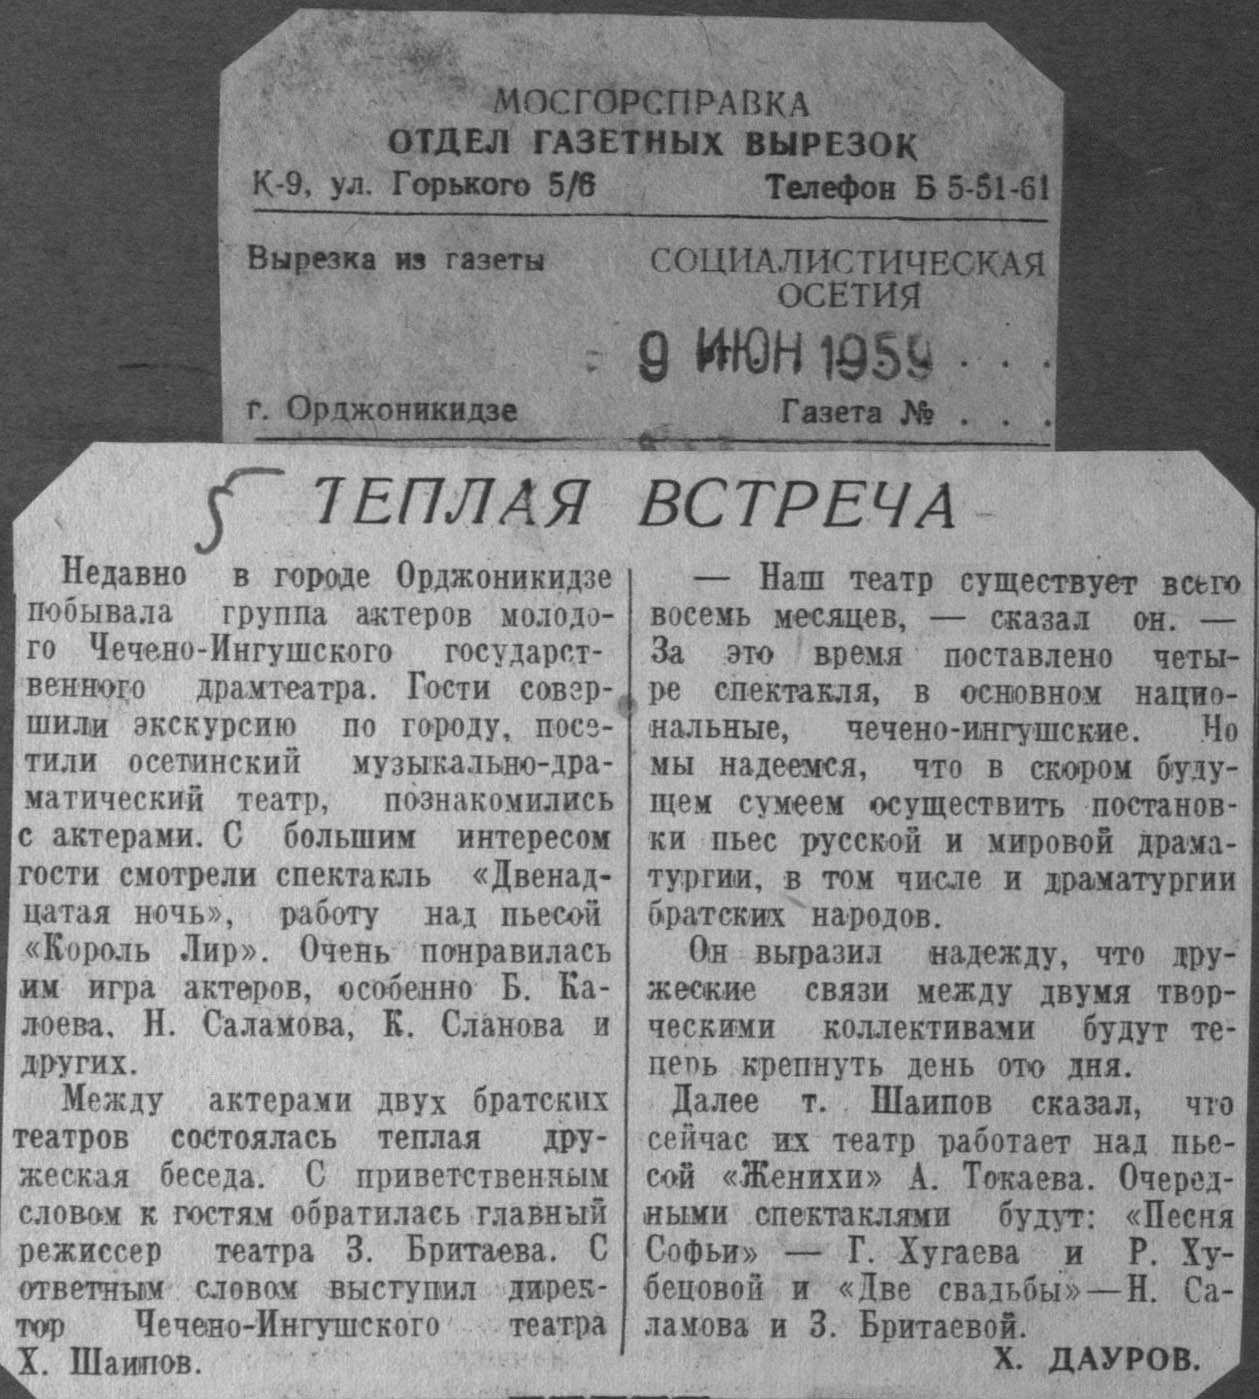 МОСГОРСПРАВКА
ОТДЕЛ ГАЗЕТНЫХ ВЫРЕЗОК
К-9, ул. Горького 5/6 Телефон Б 5-51-61
Вырезка из газеты СОЦИАЛИСТИЧЕСКАЯ
ОСЕТИЯ
9 ИЮН 1959 . . .
г. Орджоникидзе Газета № . . .
ТЕПЛАЯ ВСТРЕЧА
Недавно в городе Орджоникидзе
побывала группа актеров молодо-
го Чечено-Ингушского государст-
венного драмтеатра. Гости совер-
шили экскурсию по городу, посе-
тили осетинский музыкально-дра-
матический театр, познакомились
с актерами. С большим интересом
гости смотрели спектакль «Двенад-
цатая ночь», работу над пьесой
«Король Лир». Очень понравилась
им игра актеров, особенно Б. Ка-
лоева, Н. Саламова, К. Сланова и
других.
Между актерами двух братских
театров состоялась теплая дру-
жеская беседа. С приветственным
словом к гостям обратилась главный
режиссер театра З. Бритаева. С
ответным словом выступил дирек-
тор Чечено-Ингушского театра
Х. Шаипов.
— Наш театр существует всего
восемь месяцев, — сказал он. —
За это время поставлено четы-
ре спектакля, в основном нацио-
нальные, чечено-ингушские. Но
мы надеемся, что в скором буду-
щем сумеем осуществить постанов-
ки пьес русской и мировой драма-
тургии, в том числе и драматургии
братских народов.
Он выразил надежду, что дру-
жеские связи между двумя твор-
ческими коллективами будут те-
перь крепнуть день ото дня.
Далее т. Шаипов сказал, что
сейчас их театр работает над пье-
сой «Женихи» А. Токаева. Очеред-
ными спектаклями будут: «Песня
Софьи» — Г. Хугаева и Р. Ху-
бецовой и «Две свадьбы»—Н. Са-
ламова и З. Бритаевой.
Х. ДАУРОВ.